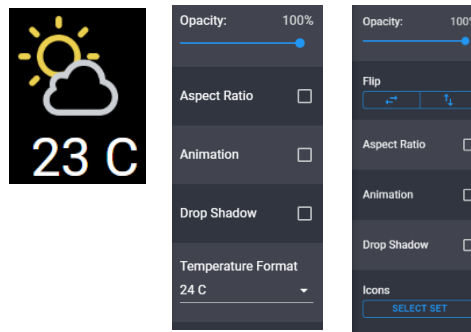 23 C
Opacity: 100%
Aspect Ratio
Animation
Drop Shadow
Temperature Format
24 C
Opacity: 100%
Flip
Aspect Ratio
Animation
Drop Shadow
Icons
SELECT SET